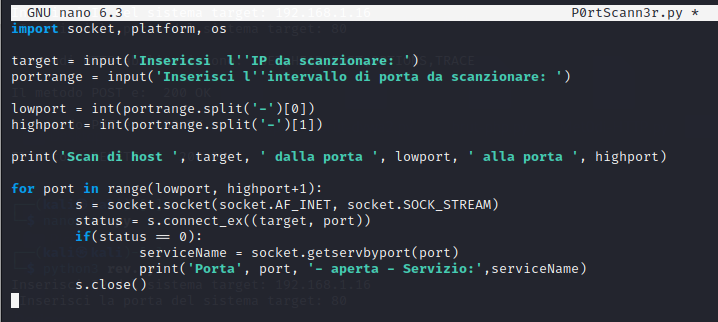 GNU nano 6.3 P0rtScann3r.py *
import socket, platform, os
target = input('Insericsi  l''IP da scanzionare: ')
portrange = input('Inserisci l''intervallo di porta da scanzionare: ')
lowport = int(portrange.split('-')[0])
highport = int(portrange.split('-')[1])
print('Scan di host ', target, ' dalla porta ', lowport, ' alla porta ', highport)
for port in range(lowport, highport+1):
        s = socket.socket(socket.AF_INET, socket.SOCK_STREAM)
        status = s.connect_ex((target, port))
        if(status == 0):
                serviceName = socket.getservbyport(port)
                print('Porta', port, '- aperta - Servizio:',serviceName)
        s.close()